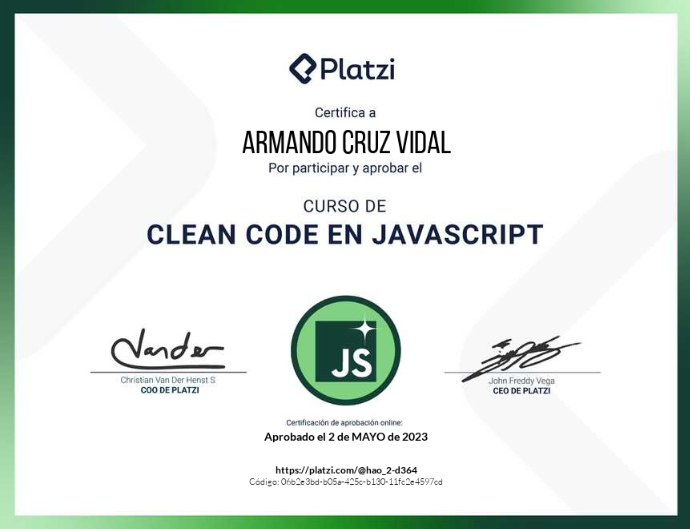 Platzi
Certifica a
ARMANDO CRUZ VIDAL
Por participar y aprobar el
CURSO DE
CLEAN CODE EN JAVASCRIPT
Vander
JS
Christian Van Der Henst S.
COO DE PLATZI
John Freddy Vega
CEO DE PLATZI
Certificación de aprobación online:
Aprobado el 2 de MAYO de 2023
https://platzi.com/@hao_2-d364
Código: 06b2e3bd-b05a-425c-b130-11fc2e4597cd